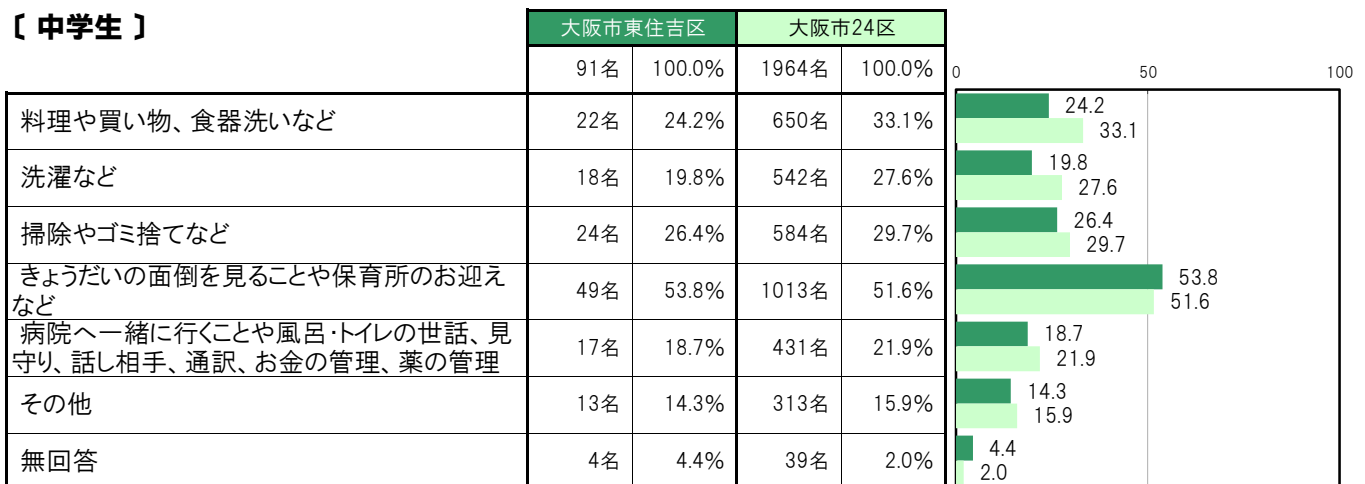 〔 中学生 〕
大阪市東住吉区 大阪市24区
91名 100.0% 1964名 100.0%
0 50 100
料理や買い物、食器洗いなど 22名 24.2% 650名 33.1%
24.2
33.1
洗濯など 18名 19.8% 542名 27.6%
19.8
27.6
掃除やゴミ捨てなど 24名 26.4% 584名 29.7%
26.4
29.7
きょうだいの面倒を見ることや保育所のお迎え
など
49名 53.8% 1013名 51.6%
53.8
51.6
病院へ一緒に行くことや風呂・トイレの世話、見
守り、話し相手、通訳、お金の管理、薬の管理
17名 18.7% 431名 21.9%
18.7
21.9
その他 13名 14.3% 313名 15.9%
14.3
15.9
無回答 4名 4.4% 39名 2.0%
4.4
2.0